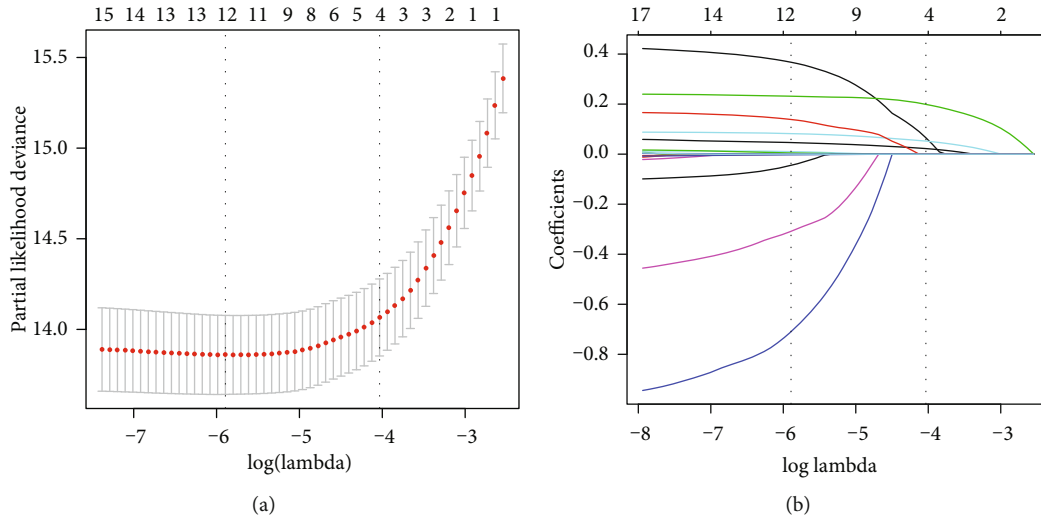 15 14 13 13 12 11 9 8 6 5 4 3 3 2 1 1
15.5
15.0
14.5
14.0
Partial likelihood deviance
−7 −6 −5 −4 −3
log(lambda)
(a)
17 14 12 9 4 2
0.4
0.2
0.0
−0.2
−0.4
−0.6
−0.8
Coefficients
−8 −7 −6 −5 −4 −3
log lambda
(b)